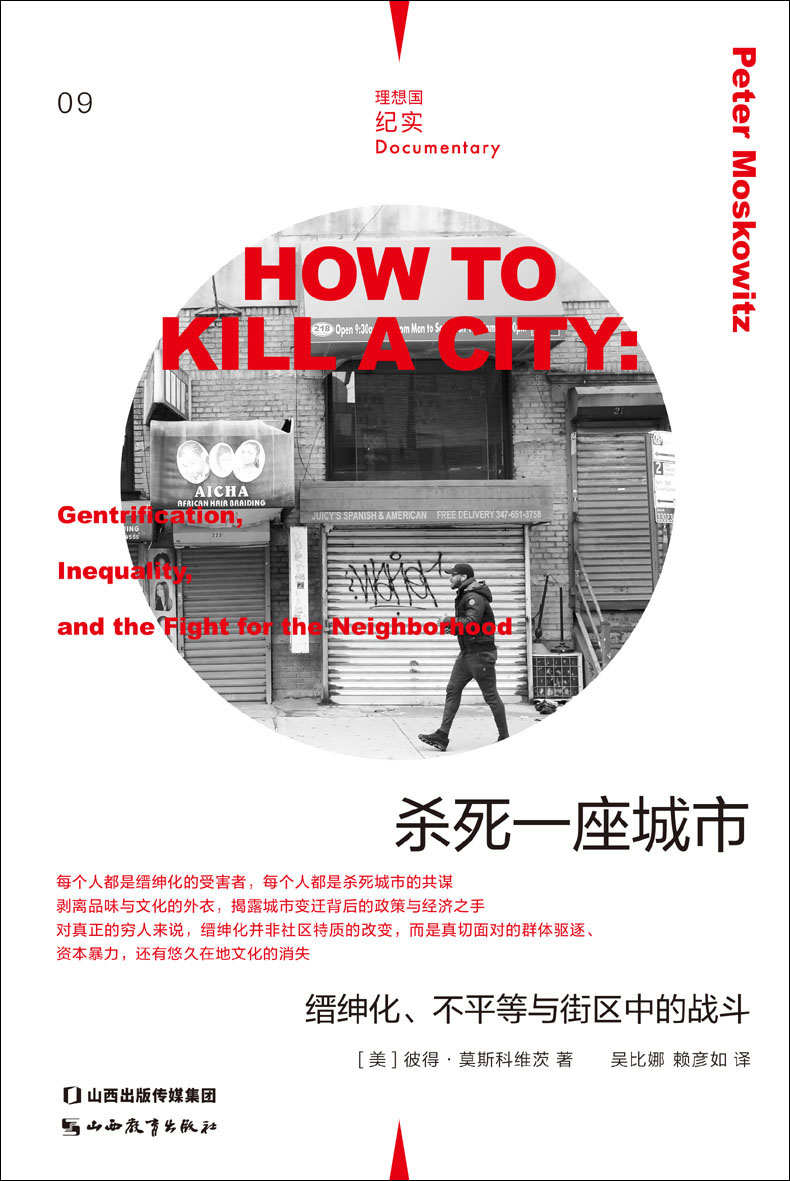 09
理想国
纪实
Documentary
Peter Moskowitz
HOW TO
KILL A CITY:
218
Open 9:30a
AICHA
AFRICAN HAIR BRAIDING
JUICY'S SPANISH & AMERICAN FREE DELIVERY 347-651-3758
Gentrification,
Inequality,
and the Fight for the Neighborhood
杀死一座城市
每个人都是缙绅化的受害者，每个人都是杀死城市的共谋
剥离品味与文化的外衣，揭露城市变迁背后的政策与经济之手
对真正的穷人来说，缙绅化并非社区特质的改变，而是真切面对的群体驱逐、
资本暴力，还有悠久在地文化的消失
缙绅化、不平等与街区中的战斗
[美]彼得·莫斯科维茨 著 吴比娜 赖彦如 译
山西出版传媒集团
山西教育出版社